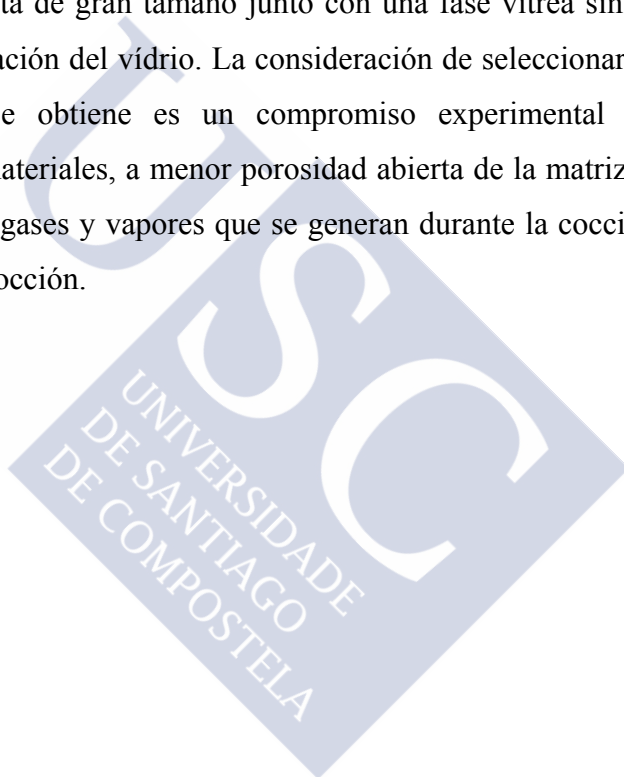 ta de gran tamaño junto con una fase vítrea sin
ación del vídrio. La consideración de seleccionar
e obtiene es un compromiso experimental
ateriales, a menor porosidad abierta de la matriz
gases y vapores que se generan durante la cocci
occión.
USC
UNIVERSIDADE
DE SANTIAGO
DE COMPOSTELA